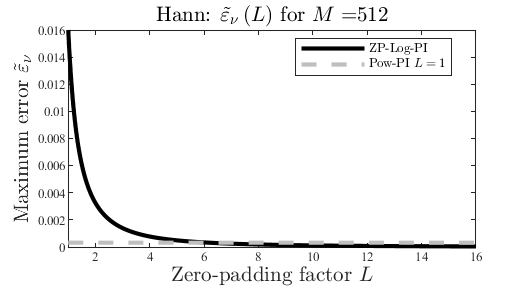 Hann: ε̃ν (L) for M =512
ZP-Log-PI
Pow-PI L = 1
Maximum error ε̃ν
0.016
0.014
0.012
0.01
0.008
0.006
0.004
0.002
0
2 4 6 8 10 12 14 16
Zero-padding factor L